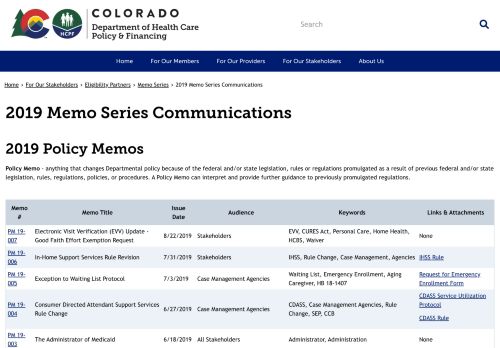 COLORADO
Department of Health Care
Policy & Financing
HCPF
Search
Home
For Our Members
For Our Providers
For Our Stakeholders
About Us
Home › For Our Stakeholders › Eligibility Partners › Memo Series › 2019 Memo Series Communications
2019 Memo Series Communications
2019 Policy Memos
Policy Memo - anything that changes Departmental policy because of the federal and/or state legislation, rules or regulations promulgated as a result of previous federal and/or state
legislation, rules, regulations, policies, or procedures. A Policy Memo can interpret and provide further guidance to previously promulgated regulations.
Memo # Memo Title Issue Date Audience Keywords Links & Attachments
PM 19-
007
Electronic Visit Verification (EVV) Update -
Good Faith Effort Exemption Request
8/22/2019
Stakeholders
EVV, CURES Act, Personal Care, Home Health,
HCBS, Waiver
None
PM 19-
006
In-Home Support Services Rule Revision
7/31/2019
Stakeholders
IHSS, Rule Change, Case Management, Agencies
IHSS Rule
PM 19-
005
Exception to Waiting List Protocol
7/3/2019
Case Management Agencies
Waiting List, Emergency Enrollment, Aging
Caregiver, HB 18-1407
Request for Emergency
Enrollment Form
PM 19-
004
Consumer Directed Attendant Support Services
Rule Change
6/27/2019
Case Management Agencies
CDASS, Case Management Agencies, Rule
Change, SEP, CCB
CDASS Service Utilization
Protocol
CDASS Rule
PM 19-
003
The Administrator of Medicaid
6/18/2019
All Stakeholders
Administrator, Administration
None